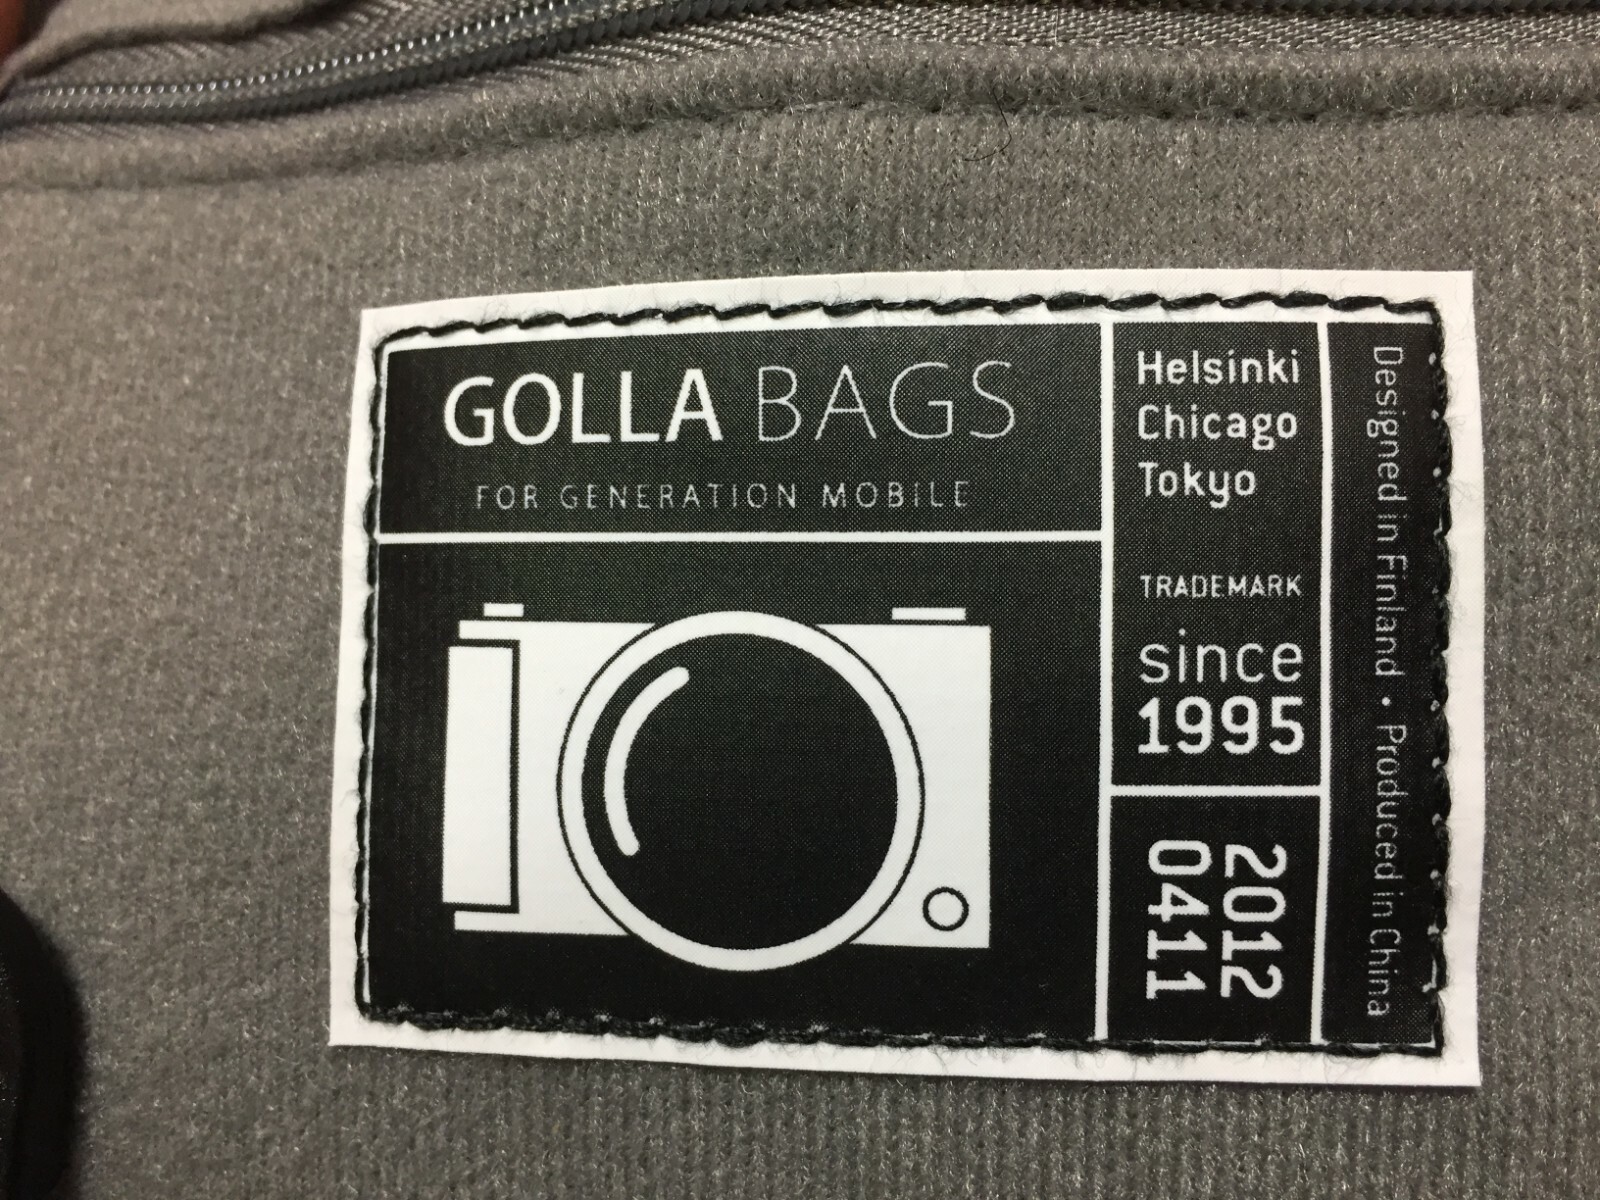 GOLLA BAGS
FOR GENERATION MOBILE
Helsinki
Chicago
Tokyo
TRADEMARK
since
1995
2012
0411
Designed in Finland • Produced in China